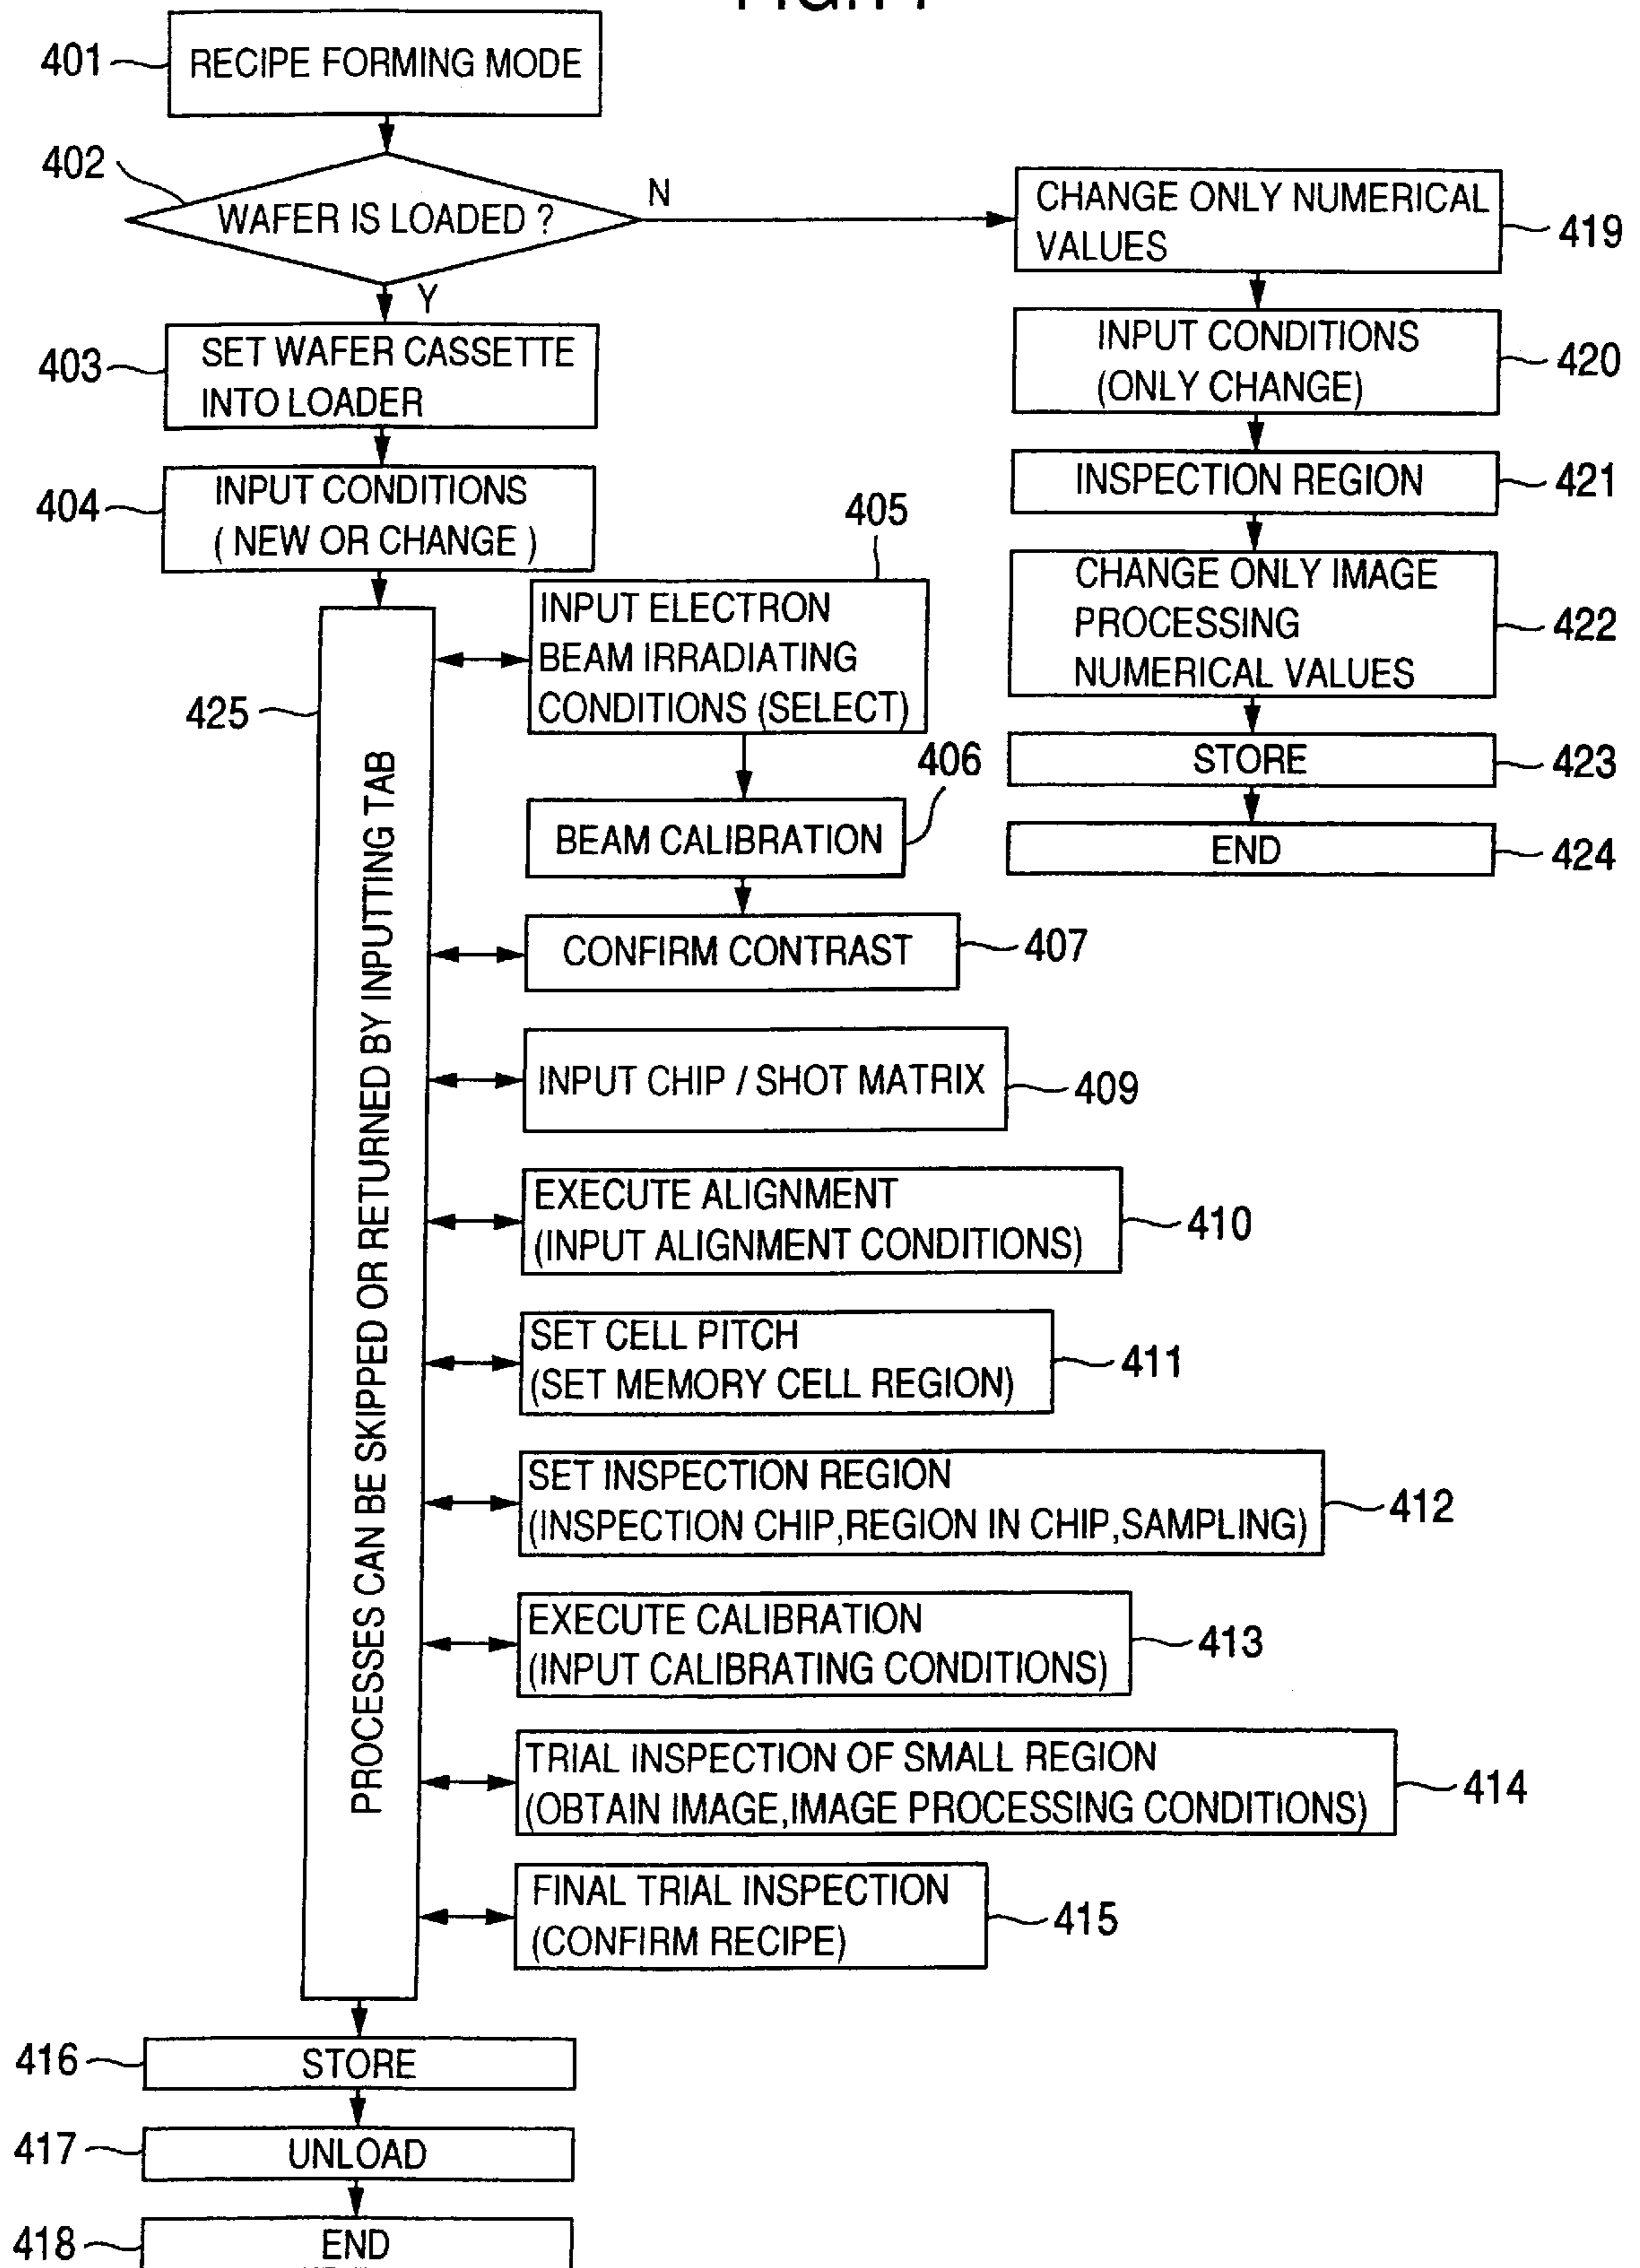 401
RECIPE FORMING MODE
402
WAFER IS LOADED ?
N
Y
403
SET WAFER CASSETTE
INTO LOADER
404
INPUT CONDITIONS
( NEW OR CHANGE )
425
PROCESSES CAN BE SKIPPED OR RETURNED BY INPUTTING TAB
405
INPUT ELECTRON
BEAM IRRADIATING
CONDITIONS (SELECT)
406
BEAM CALIBRATION
CONFIRM CONTRAST
407
INPUT CHIP / SHOT MATRIX
409
EXECUTE ALIGNMENT
(INPUT ALIGNMENT CONDITIONS)
410
SET CELL PITCH
(SET MEMORY CELL REGION)
411
SET INSPECTION REGION
(INSPECTION CHIP,REGION IN CHIP,SAMPLING)
412
EXECUTE CALIBRATION
(INPUT CALIBRATING CONDITIONS)
413
TRIAL INSPECTION OF SMALL REGION
(OBTAIN IMAGE,IMAGE PROCESSING CONDITIONS)
414
FINAL TRIAL INSPECTION
(CONFIRM RECIPE)
415
416
STORE
417
UNLOAD
418
END
CHANGE ONLY NUMERICAL
VALUES
419
INPUT CONDITIONS
(ONLY CHANGE)
420
INSPECTION REGION
421
CHANGE ONLY IMAGE
PROCESSING
NUMERICAL VALUES
422
STORE
423
END
424